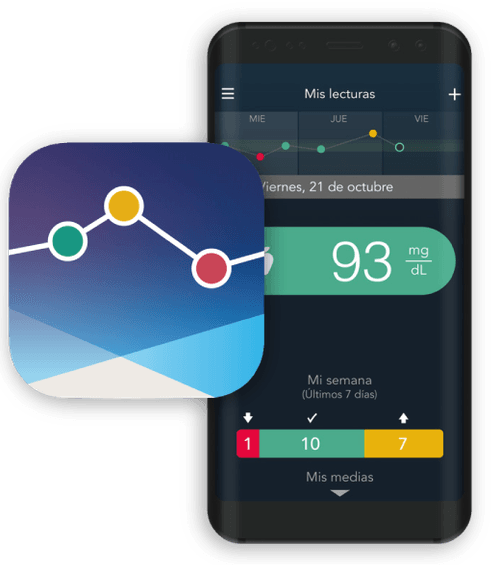 Mis lecturas
MIE JUE VIE
Viernes, 21 de octubre
93 mg
dL
Mi semana
(Últimos 7 días)
1 10 7
Mis medias